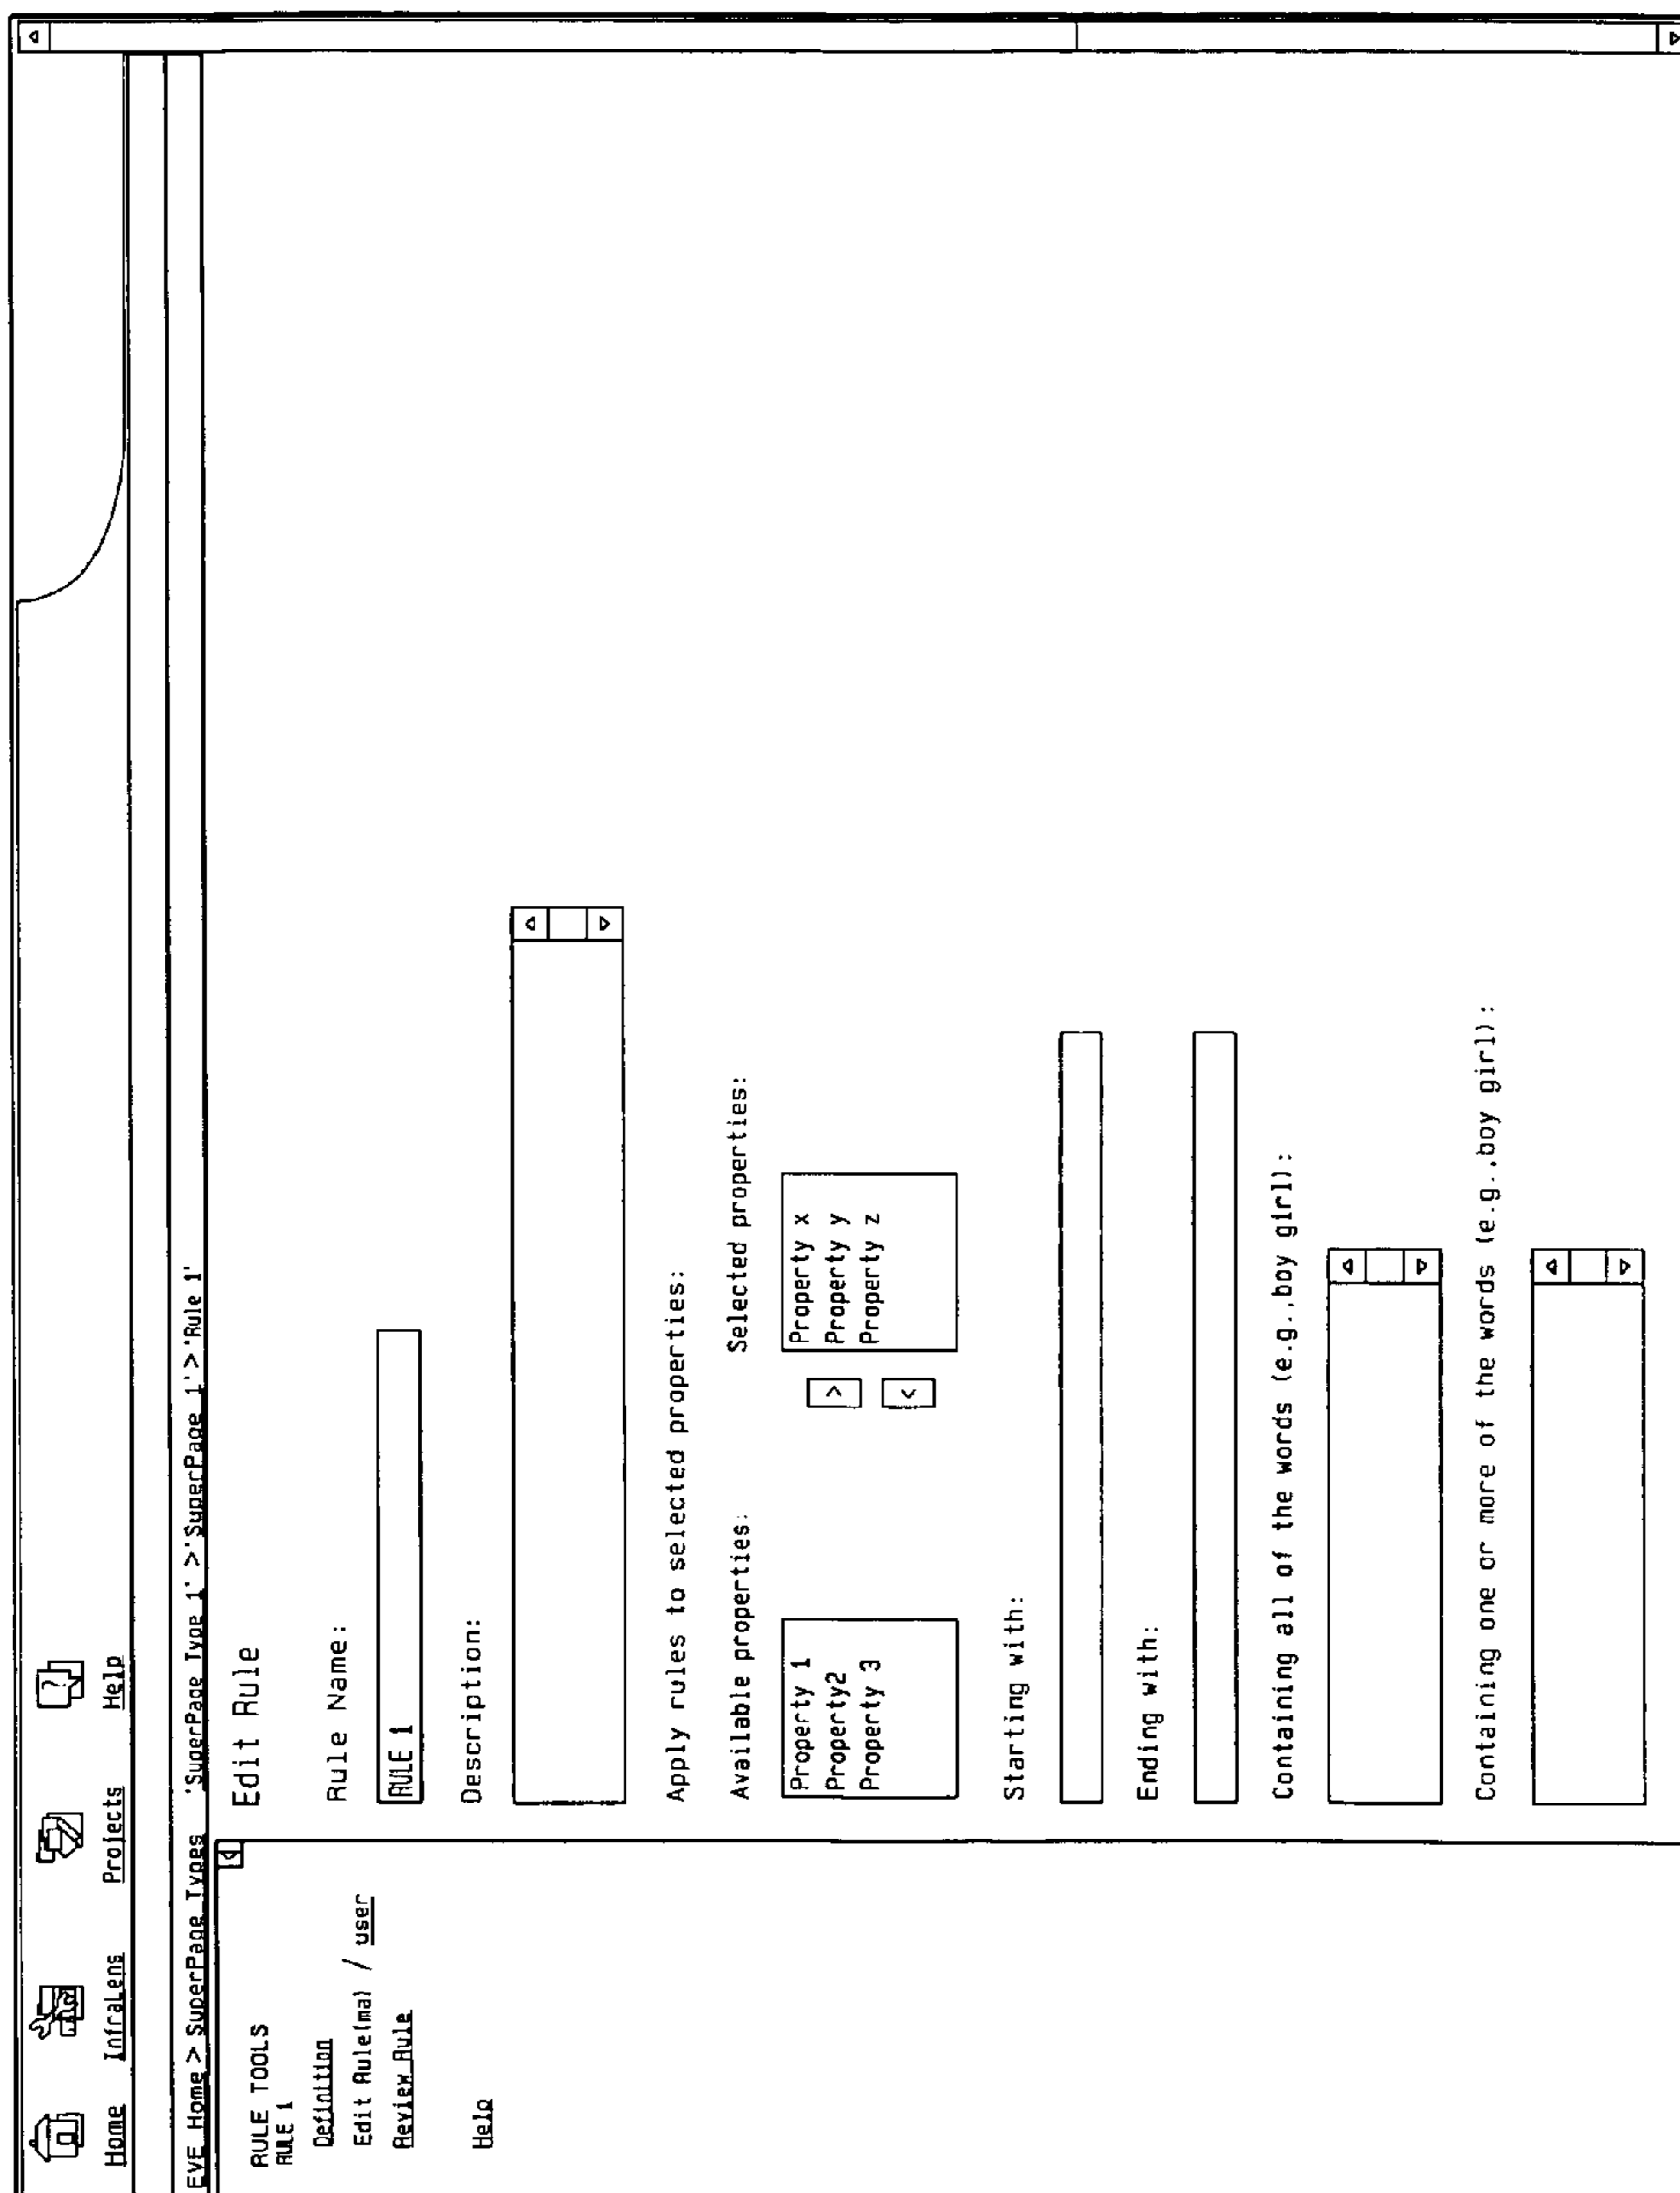 Home InfraLens Projects Help
EVE Home > SuperPage Types 'SuperPage Type 1' >'SuperPage 1' > 'Rule 1'
RULE TOOLS
RULE 1
Definition
Edit Rule(ma) / user
Review Rule
Help
Edit Rule
Rule Name:
RULE 1
Description:
Apply rules to selected properties:
Available properties: Selected properties:
Property 1
Property2
Property 3
>
<
Property x
Property y
Property z
Starting with:
Ending with:
Containing all of the words (e.g.,boy girl):
Containing one or more of the words (e.g.,boy girl):